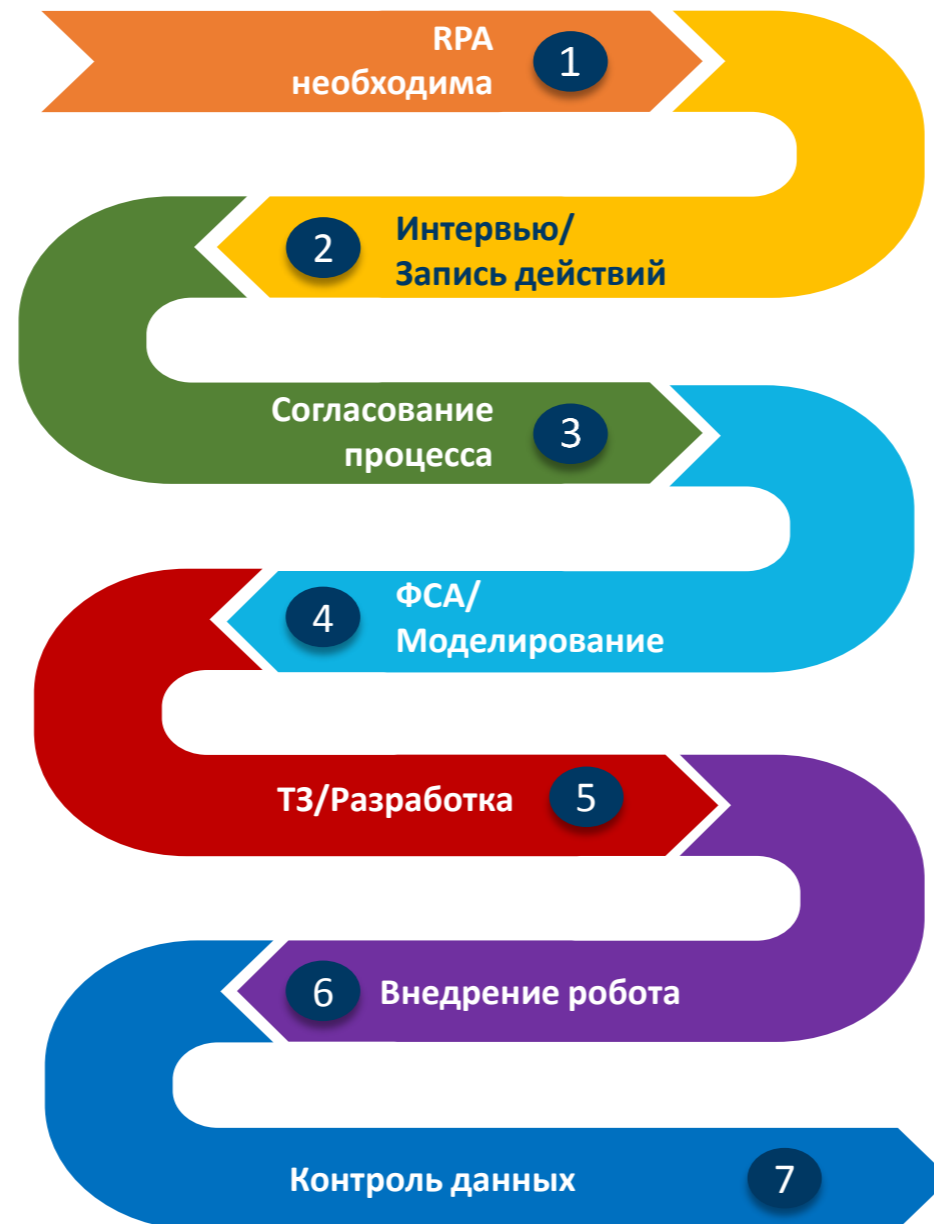 RPA
необходима
1
2
Интервью/
Запись действий
Согласование
процесса
3
4
ФСА/
Моделирование
ТЗ/Разработка
5
6
Внедрение робота
Контроль данных
7